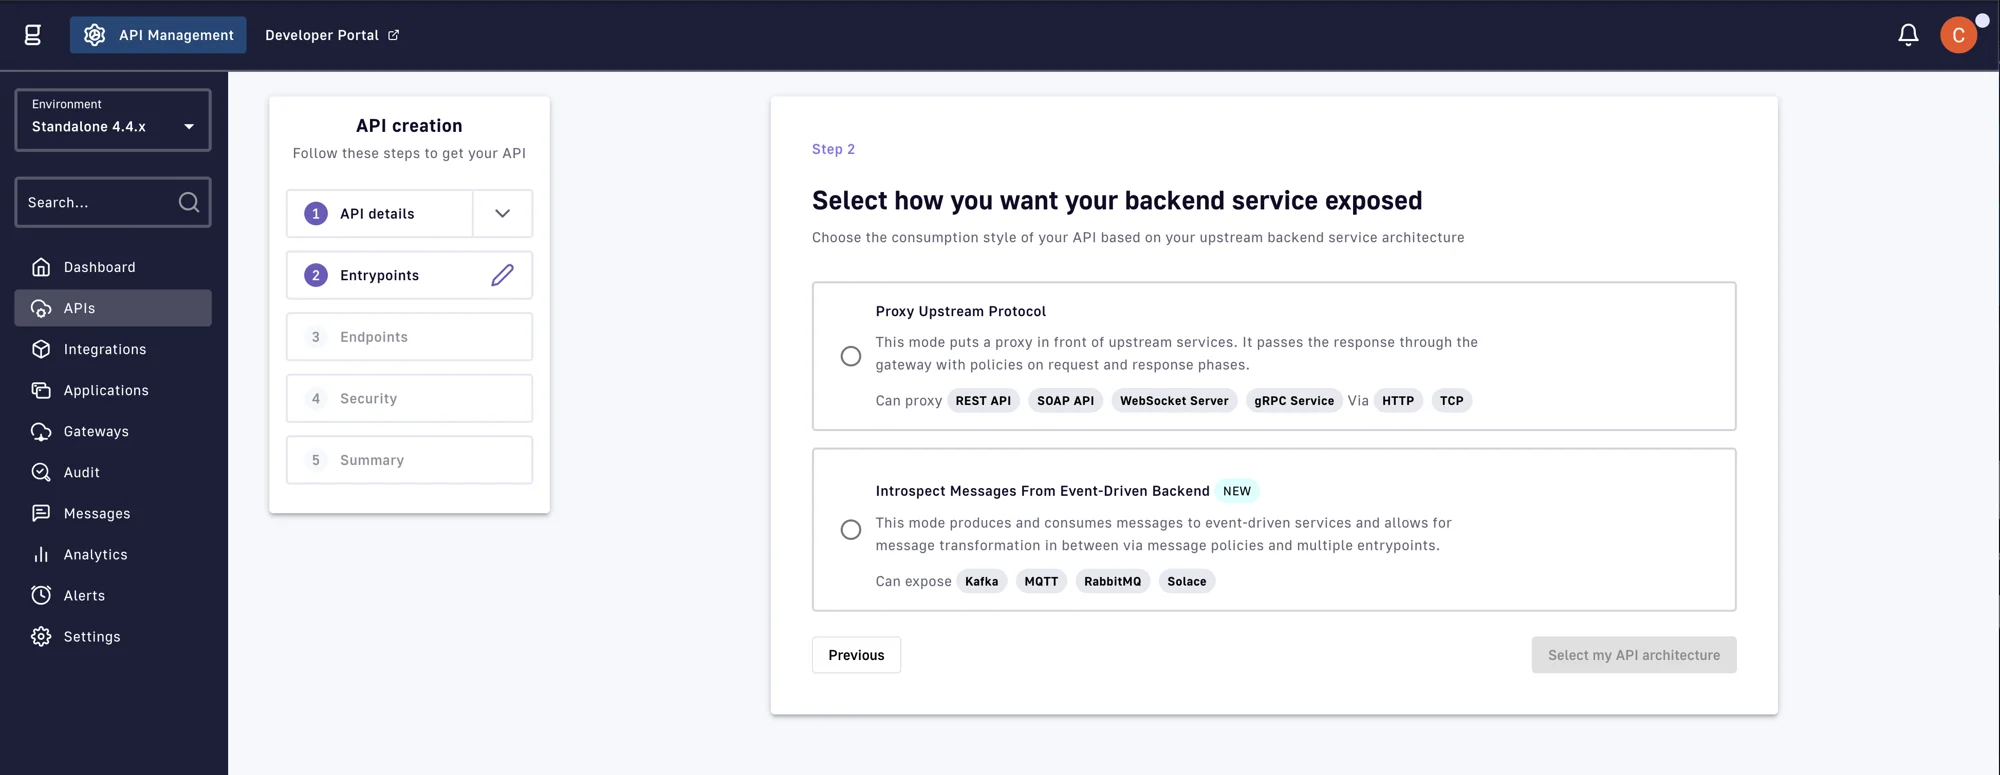 g
API Management
Developer Portal
C
Environment
Standalone 4.4.x
Search...
Dashboard
APIs
Integrations
Applications
Gateways
Audit
Messages
Analytics
Alerts
Settings
API creation
Follow these steps to get your API
1 API details
2 Entrypoints
3 Endpoints
4 Security
5 Summary
Step 2
Select how you want your backend service exposed
Choose the consumption style of your API based on your upstream backend service architecture
Proxy Upstream Protocol
This mode puts a proxy in front of upstream services. It passes the response through the
gateway with policies on request and response phases.
Can proxy REST API SOAP API WebSocket Server gRPC Service Via HTTP TCP
Introspect Messages From Event-Driven Backend NEW
This mode produces and consumes messages to event-driven services and allows for
message transformation in between via message policies and multiple entrypoints.
Can expose Kafka MQTT RabbitMQ Solace
Previous
Select my API architecture